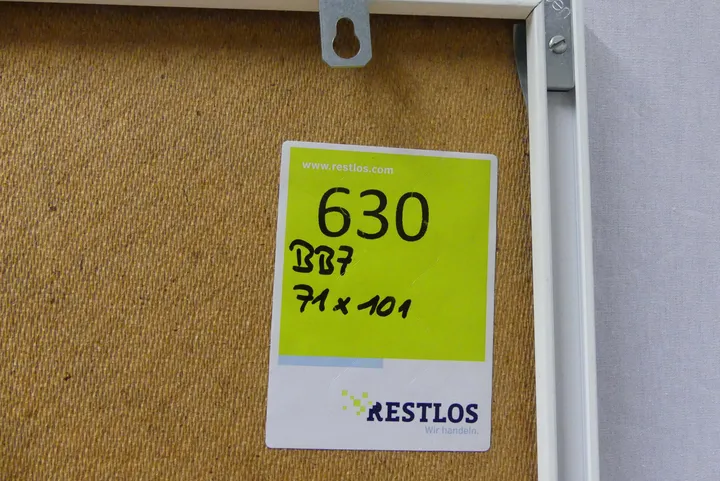 www.restlos.com
630
BB7
71 x 101
RESTLOS
Wir handeln.